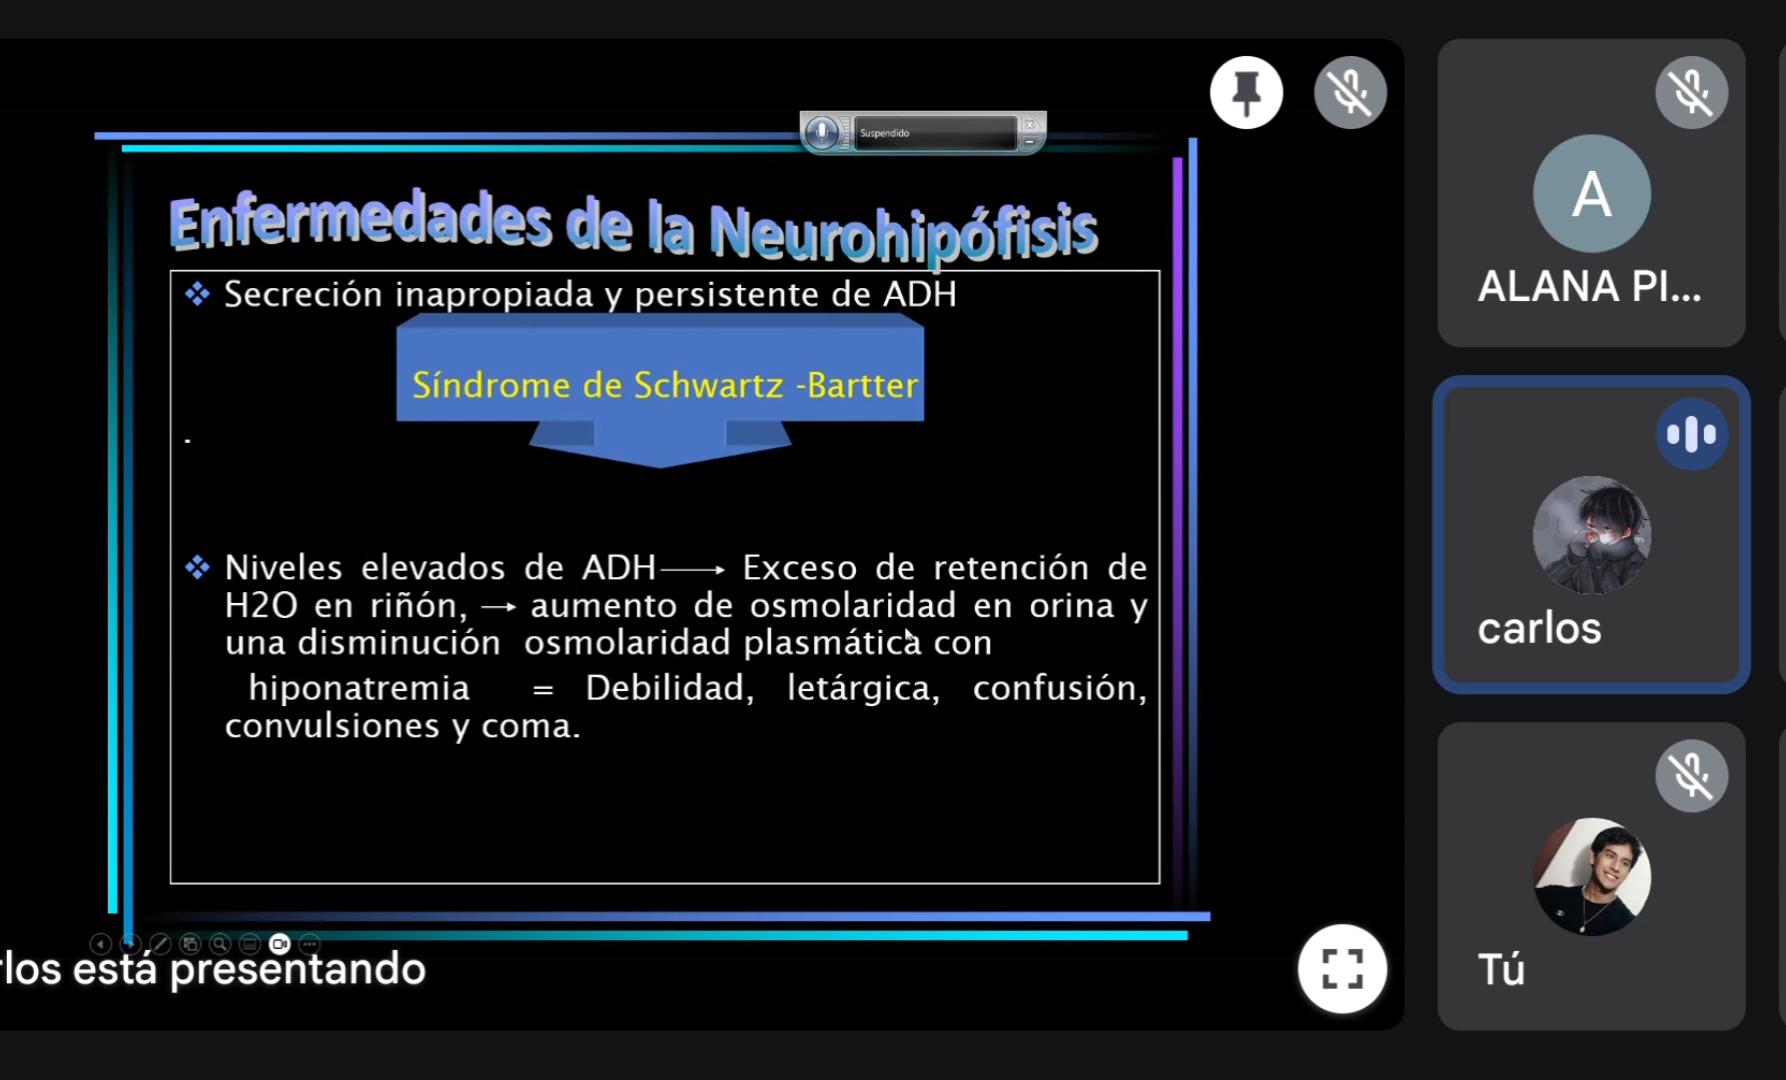 Suspendido
Enfermedades de la Neurohipófisis
Secreción inapropiada y persistente de ADH
Síndrome de Schwartz -Bartter
.
Niveles elevados de ADH⟶ Exceso de retención de
H2O en riñón, → aumento de osmolaridad en orina y
una disminución osmolaridad plasmática con
hiponatremia = Debilidad, letárgica, confusión,
convulsiones y coma.
rlos está presentando
A
ALANA PI...
carlos
Tú